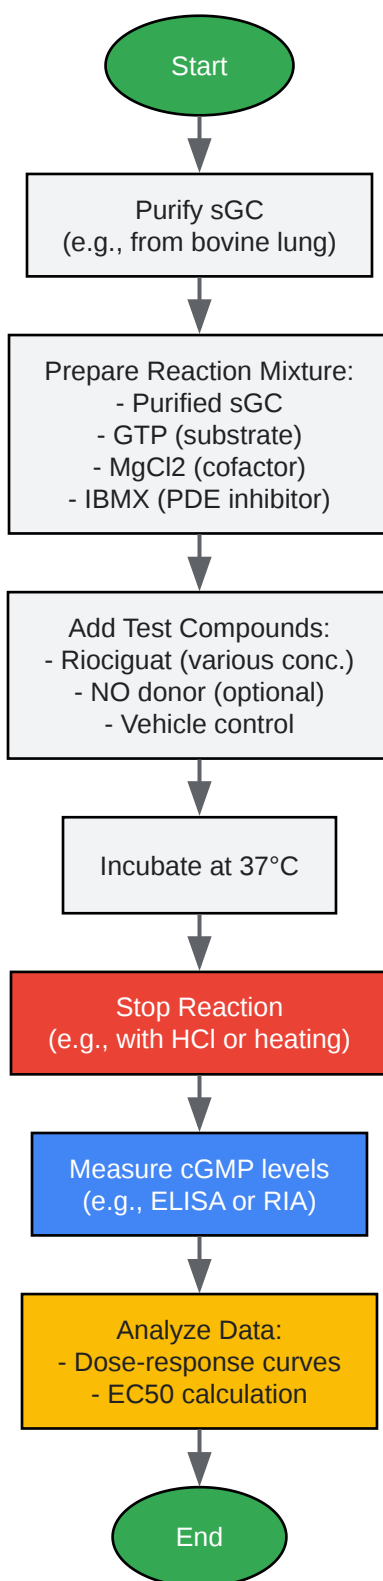 Start
Purify sGC
(e.g., from bovine lung)
Prepare Reaction Mixture:
- Purified sGC
- GTP (substrate)
- MgCl2 (cofactor)
- IBMX (PDE inhibitor)
Add Test Compounds:
- Riociguat (various conc.)
- NO donor (optional)
- Vehicle control
Incubate at 37°C
Stop Reaction
(e.g., with HCl or heating)
Measure cGMP levels
(e.g., ELISA or RIA)
Analyze Data:
- Dose-response curves
- EC50 calculation
End